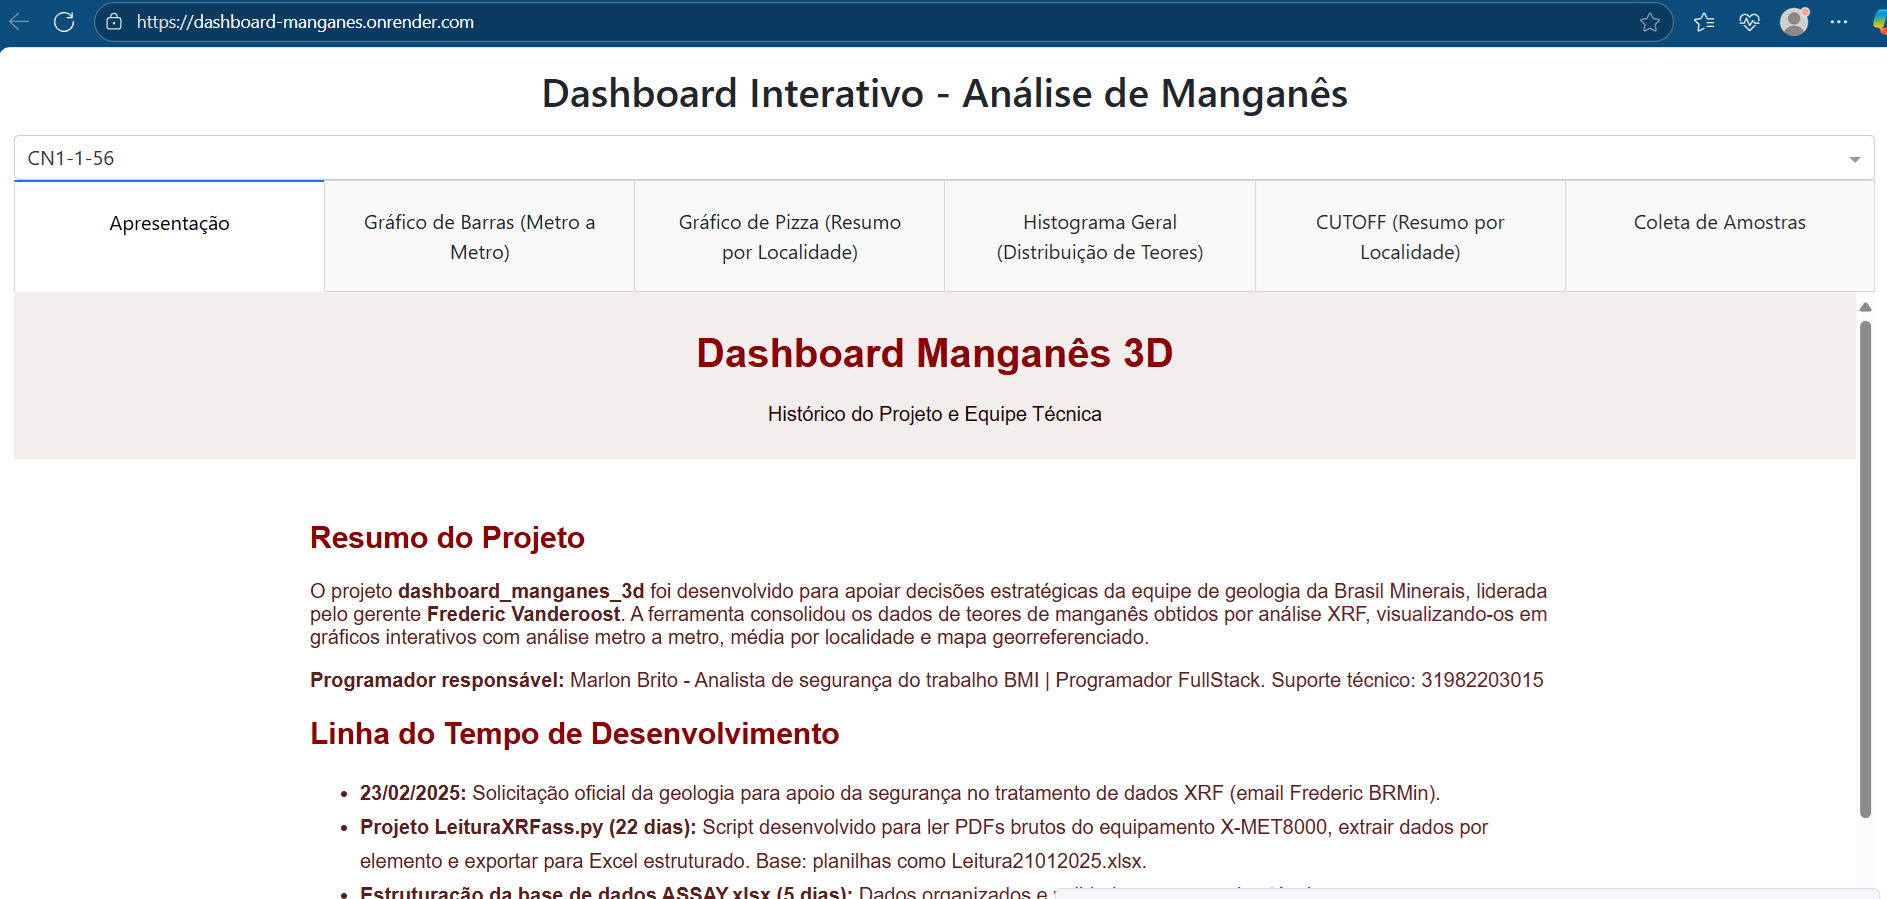 https://dashboard-manganes.onrender.com
Dashboard Interativo - Análise de Manganês
CN1-1-56
Apresentação
Gráfico de Barras (Metro a
Metro)
Gráfico de Pizza (Resumo
por Localidade)
Histograma Geral
(Distribuição de Teores)
CUTOFF (Resumo por
Localidade)
Coleta de Amostras
Dashboard Manganês 3D
Histórico do Projeto e Equipe Técnica
Resumo do Projeto
O projeto dashboard_manganes_3d foi desenvolvido para apoiar decisões estratégicas da equipe de geologia da Brasil Minerais, liderada
pelo gerente Frederic Vanderoost. A ferramenta consolidou os dados de teores de manganês obtidos por análise XRF, visualizando-os em
gráficos interativos com análise metro a metro, média por localidade e mapa georreferenciado.
Programador responsável: Marlon Brito - Analista de segurança do trabalho BMI | Programador FullStack. Suporte técnico: 31982203015
Linha do Tempo de Desenvolvimento
• 23/02/2025: Solicitação oficial da geologia para apoio da segurança no tratamento de dados XRF (email Frederic BRMin).
• Projeto LeituraXRFass.py (22 dias): Script desenvolvido para ler PDFs brutos do equipamento X-MET8000, extrair dados por
elemento e exportar para Excel estruturado. Base: planilhas como Leitura21012025.xlsx.
• Estruturação da base de dados ASSAY.xlsx (5 dias): Dados organizados e